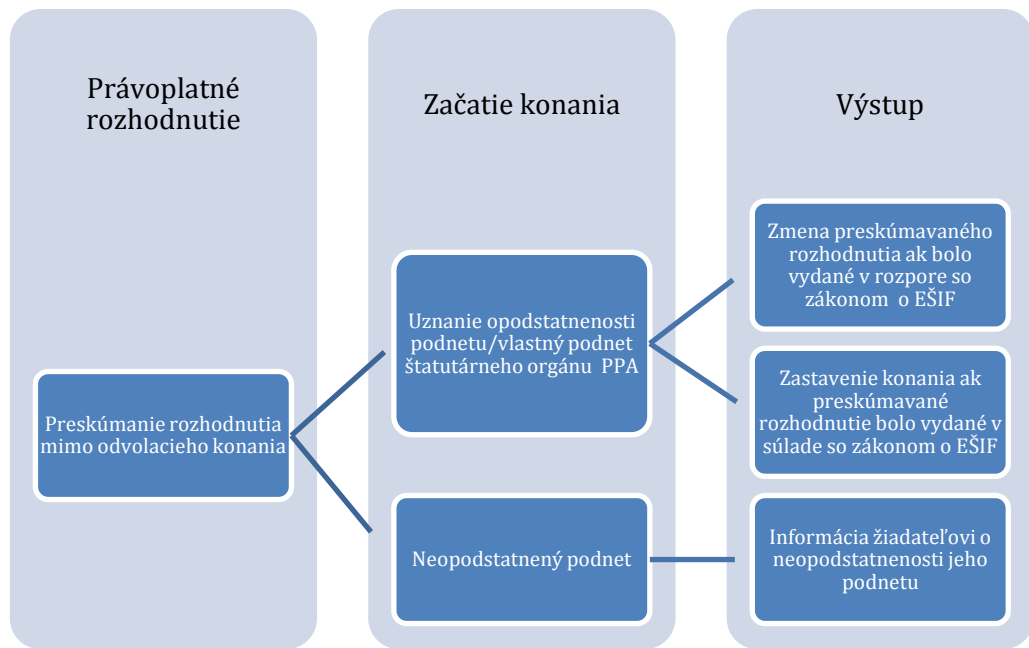 Právoplatné
rozhodnutie
Preskúmanie rozhodnutia
mimo odvolacieho konania
Začatie konania
Uznanie opodstatnenosti
podnetu/vlastný podnet
štatutárneho orgánu PPA
Neopodstatnený podnet
Výstup
Zmena preskúmavaného
rozhodnutia ak bolo
vydané v rozpore so
zákonom o EŠIF
Zastavenie konania ak
preskúmavané
rozhodnutie bolo vydané v
súlade so zákonom o EŠIF
Informácia žiadateľovi o
neopodstatnenosti jeho
podnetu